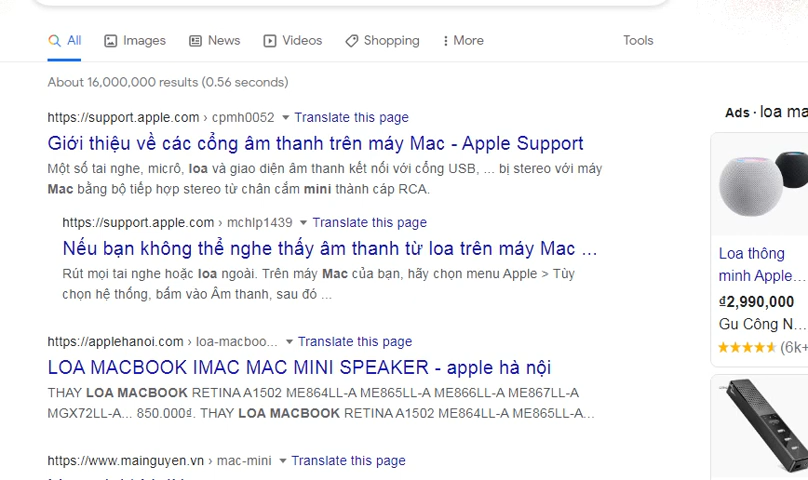 All Images News Videos Shopping More Tools
About 16,000,000 results (0.56 seconds)
https://support.apple.com › cpmh0052 Translate this page
Giới thiệu về các cổng âm thanh trên máy Mac - Apple Support
Một số tai nghe, micrô, loa và giao diện âm thanh kết nối với cổng USB, ... bị stereo với máy
Mac bằng bộ tiếp hợp stereo từ chân cắm mini thành cáp RCA.
https://support.apple.com › mchlp1439 Translate this page
Nếu bạn không thể nghe thấy âm thanh từ loa trên máy Mac ...
Rút mọi tai nghe hoặc loa ngoài. Trên máy Mac của bạn, hãy chọn menu Apple > Tùy
chọn hệ thống, bấm vào Âm thanh, sau đó ...
https://applehanoi.com › loa-macboo... Translate this page
LOA MACBOOK IMAC MAC MINI SPEAKER - apple hà nội
THAY LOA MACBOOK RETINA A1502 ME864LL-A ME865LL-A ME866LL-A ME867LL-A
MGX72LL-A... 850.000₫. THAY LOA MACBOOK RETINA A1502 ME864LL-A ME865LL-A...
https://www.mainguyen.vn › mac-mini Translate this page
Ads · loa ma
Loa thông
minh Apple...
₫2,990,000
Gu Công N...
(6k+